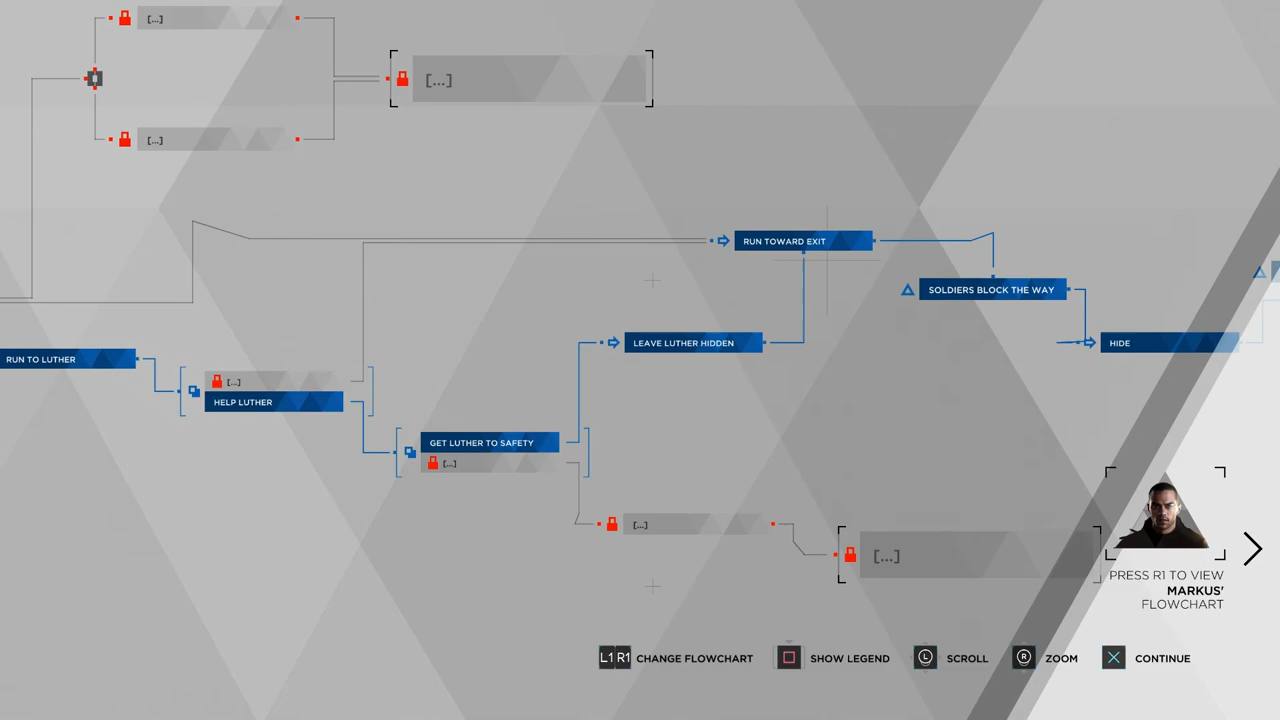 [...]
[...]
[...]
RUN TOWARD EXIT
SOLDIERS BLOCK THE WAY
LEAVE LUTHER HIDDEN
HIDE
RUN TO LUTHER
[...]
HELP LUTHER
GET LUTHER TO SAFETY
[...]
[...]
[...]
PRESS R1 TO VIEW
MARKUS'
FLOWCHART
L1 R1 CHANGE FLOWCHART SHOW LEGEND L SCROLL R ZOOM CONTINUE